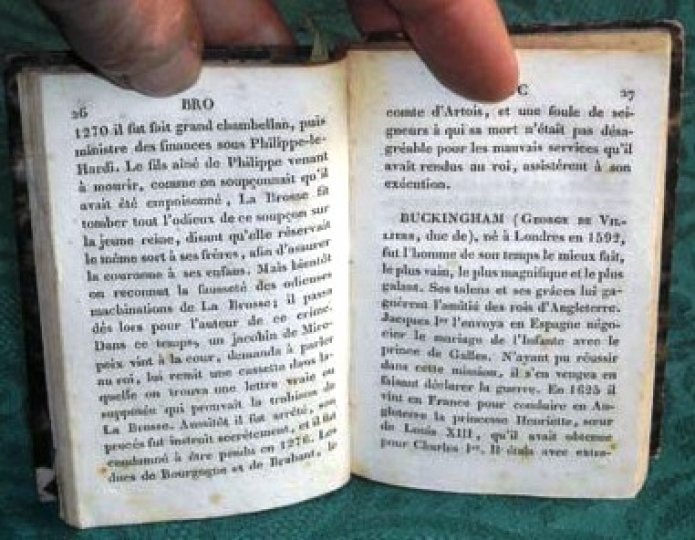 26 BRO
1270 il fut fait grand chambellan, puis
ministre des finances sous Philippe-le-
Hardi. Le fils aîné de Philippe venant
à mourir, comme on soupçonnait qu'il
avait été empoisonné, La Brosse fit
tomber tout l'odieux de ce soupçon sur
la jeune reine, disant qu'elle réservait
le même sort à ses frères, afin d'assurer
la couronne à ses enfans. Mais bientôt
on reconnut la fausseté des odieuses
machinations de La Brosse; il passa
dès lors pour l'auteur de ce crime.
Dans ce temps, un jacobin de Miro-
poix vint à la cour, demanda à parler
au roi, lui remit une cassette dans la-
quelle on trouva une lettre vraie ou
supposée qui prouvait la trahison de
La Brosse. Aussitôt il fut arrêté, son
procès fut instruit secrètement, et il fut
condamné à être pendu en 1276. Les
ducs de Bourgogne et de Brabant, le
C 27
comte d'Artois, et une foule de sei-
gneurs à qui sa mort n'était pas désa-
gréable pour les mauvais services qu'il
avait rendus au roi, assistèrent à son
exécution.
BUCKINGHAM (George de Vil-
liers, duc de), né à Londres en 1592,
fut l'homme de son temps le mieux fait,
le plus vain, le plus magnifique et le plus
galant. Ses talens et ses grâces lui ga-
gnèrent l'amitié des rois d'Angleterre.
Jacques Ier l'envoya en Espagne négo-
cier le mariage de l'Infante avec le
prince de Galles. N'ayant pu réussir
dans cette mission, il s'en vengea en
faisant déclarer la guerre. En 1625 il
vint en France pour conduire en An-
gleterre la princesse Henriette, sœur
de Louis XIII, qu'il avait obtenue
pour Charles Ier. Il étala avec extra-